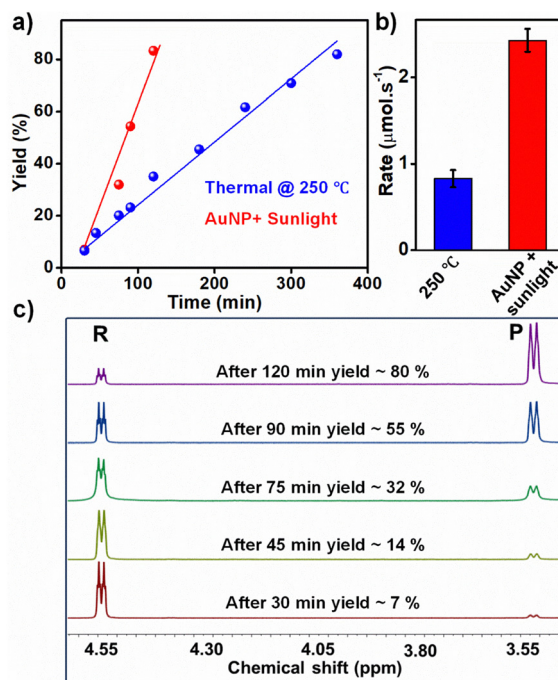 a)
Yield (%)
80
60
40
20
0
0 100 200 300 400
Time (min)
Thermal @ 250 °C
AuNP+ Sunlight
b)
Rate (μmol.s⁻¹)
2
1
0
250 °C
AuNP +
sunlight
c)
R
P
After 120 min yield ~ 80 %
After 90 min yield ~ 55 %
After 75 min yield ~ 32 %
After 45 min yield ~ 14 %
After 30 min yield ~ 7 %
4.55 4.30 4.05 3.80 3.55
Chemical shift (ppm)